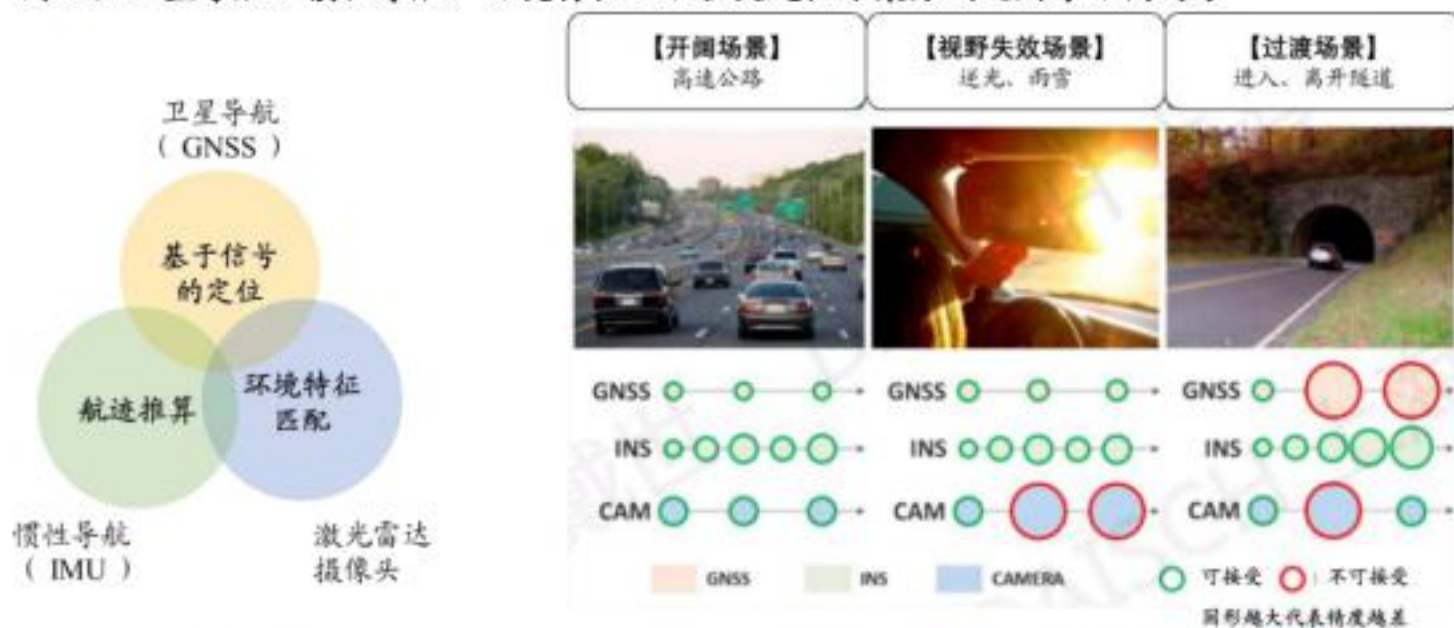 卫星导航
( GNSS )
基于信号
的定位
航迹推算
环境特征
匹配
惯性导航
( IMU )
激光雷达
摄像头
【开阔场景】
高速公路
【视野失效场景】
逆光、雨雪
【过渡场景】
进入、离开隧道
GNSS
INS
CAM
GNSS
INS
CAM
GNSS
INS
CAM
GNSS
INS
CAMERA
可接受
不可接受
圆形越大代表精度越差